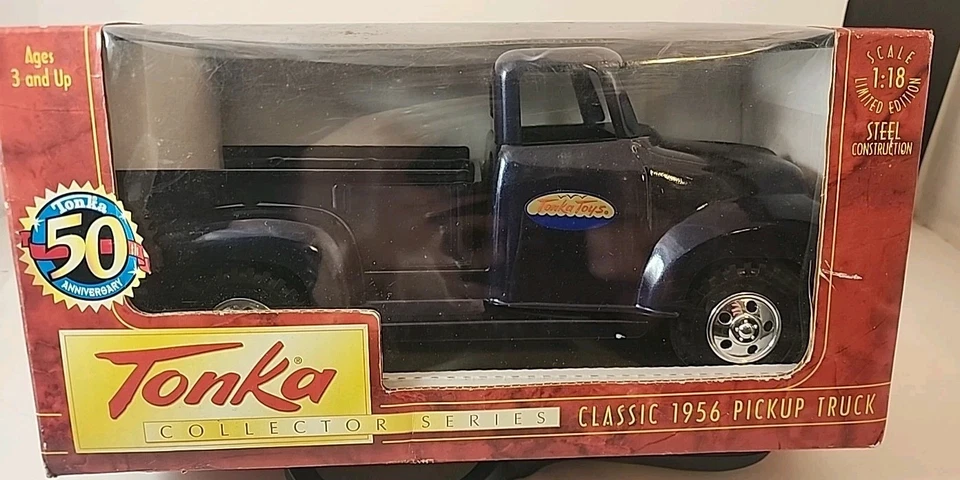 Ages
3 and Up
SCALE
1:18
LIMITED EDITION
STEEL
CONSTRUCTION
Tonka Toys
Tonka
50
TH
ANNIVERSARY
Tonka®
COLLECTOR SERIES
CLASSIC 1956 PICKUP TRUCK